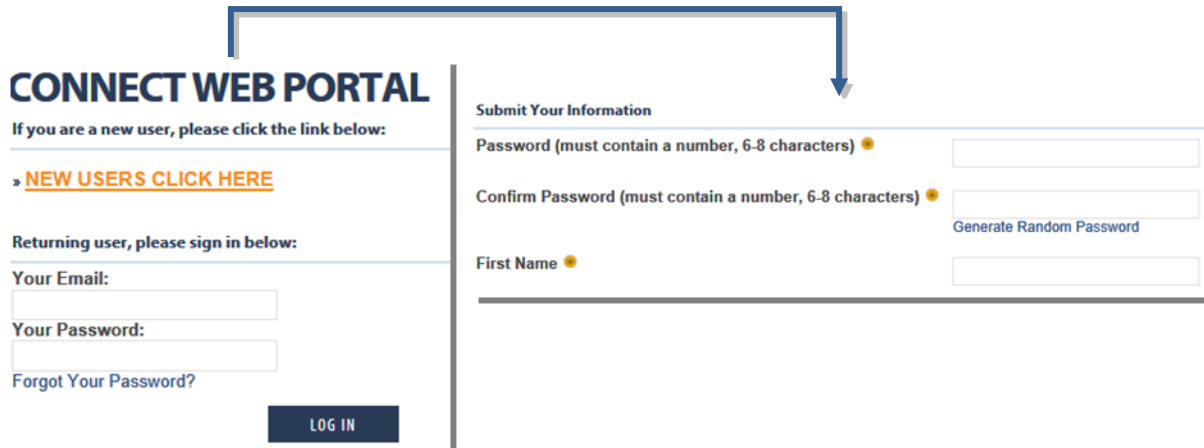 CONNECT WEB PORTAL
If you are a new user, please click the link below:
» NEW USERS CLICK HERE
Returning user, please sign in below:
Your Email:
Your Password:
Forgot Your Password?
LOG IN
Submit Your Information
Password (must contain a number, 6-8 characters)
Confirm Password (must contain a number, 6-8 characters)
Generate Random Password
First Name